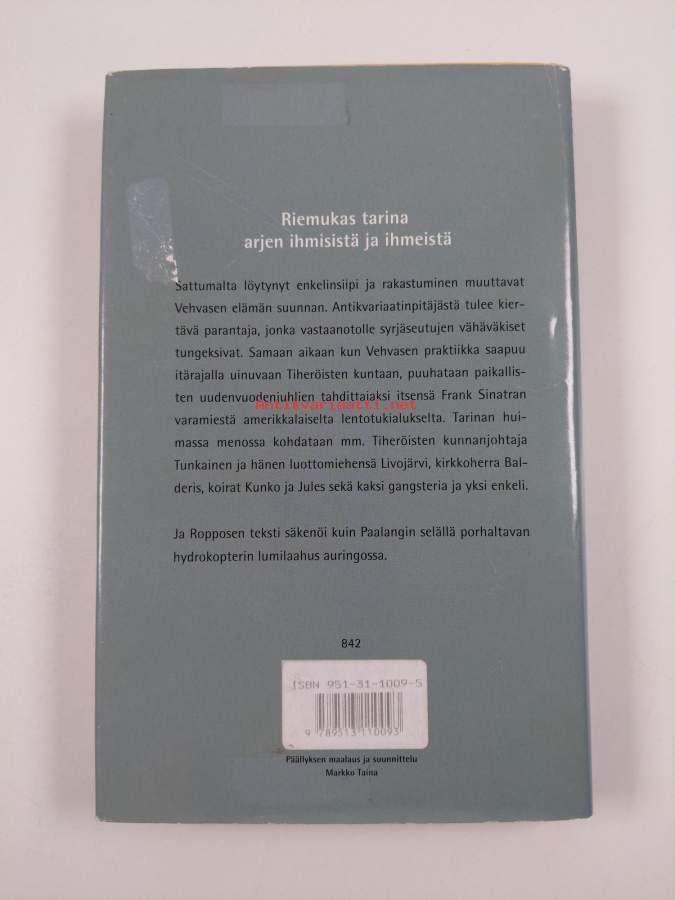 Riemukas tarina
arjen ihmisistä ja ihmeistä
Sattumalta löytynyt enkelinsiipi ja rakastuminen muuttavat
Vehvasen elämän suunnan. Antikvariaatinpitäjästä tulee kier-
tävä parantaja, jonka vastaanotolle syrjäseutujen vähäväkiset
tungeksivat. Samaan aikaan kun Vehvasen praktiikka saapuu
itärajalla uinuvaan Tiheröisten kuntaan, puuhataan paikallis-
ten uudenvuodenjuhlien tahdittajaksi itsensä Frank Sinatran
Antikvariaatti.net
varamiestä amerikkalaiselta lentotukialukselta. Tarinan hui-
massa menossa kohdataan mm. Tiheröisten kunnanjohtaja
Tunkainen ja hänen luottomiehensä Livojärvi, kirkkoherra Bal-
deris, koirat Kunko ja Jules sekä kaksi gangsteria ja yksi enkeli.
Ja Ropposen teksti säkenöi kuin Paalangin selällä porhaltavan
hydrokopterin lumilaahus auringossa.
842
ISBN 951-31-1009-5
9 789513 110093
Päällyksen maalaus ja suunnittelu
Markko Taina